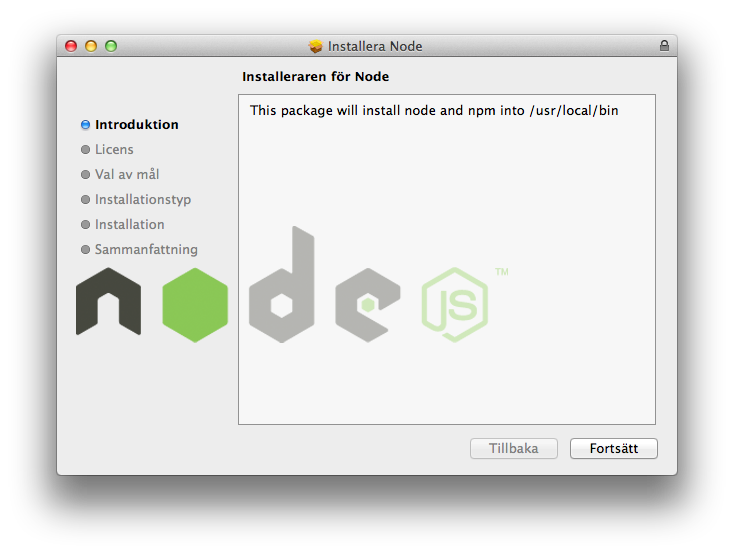 Installera Node
Installeraren för Node
This package will install node and npm into /usr/local/bin
Introduktion
Licens
Val av mål
Installationstyp
Installation
Sammanfattning
node
JS
TM
Tillbaka
Fortsätt